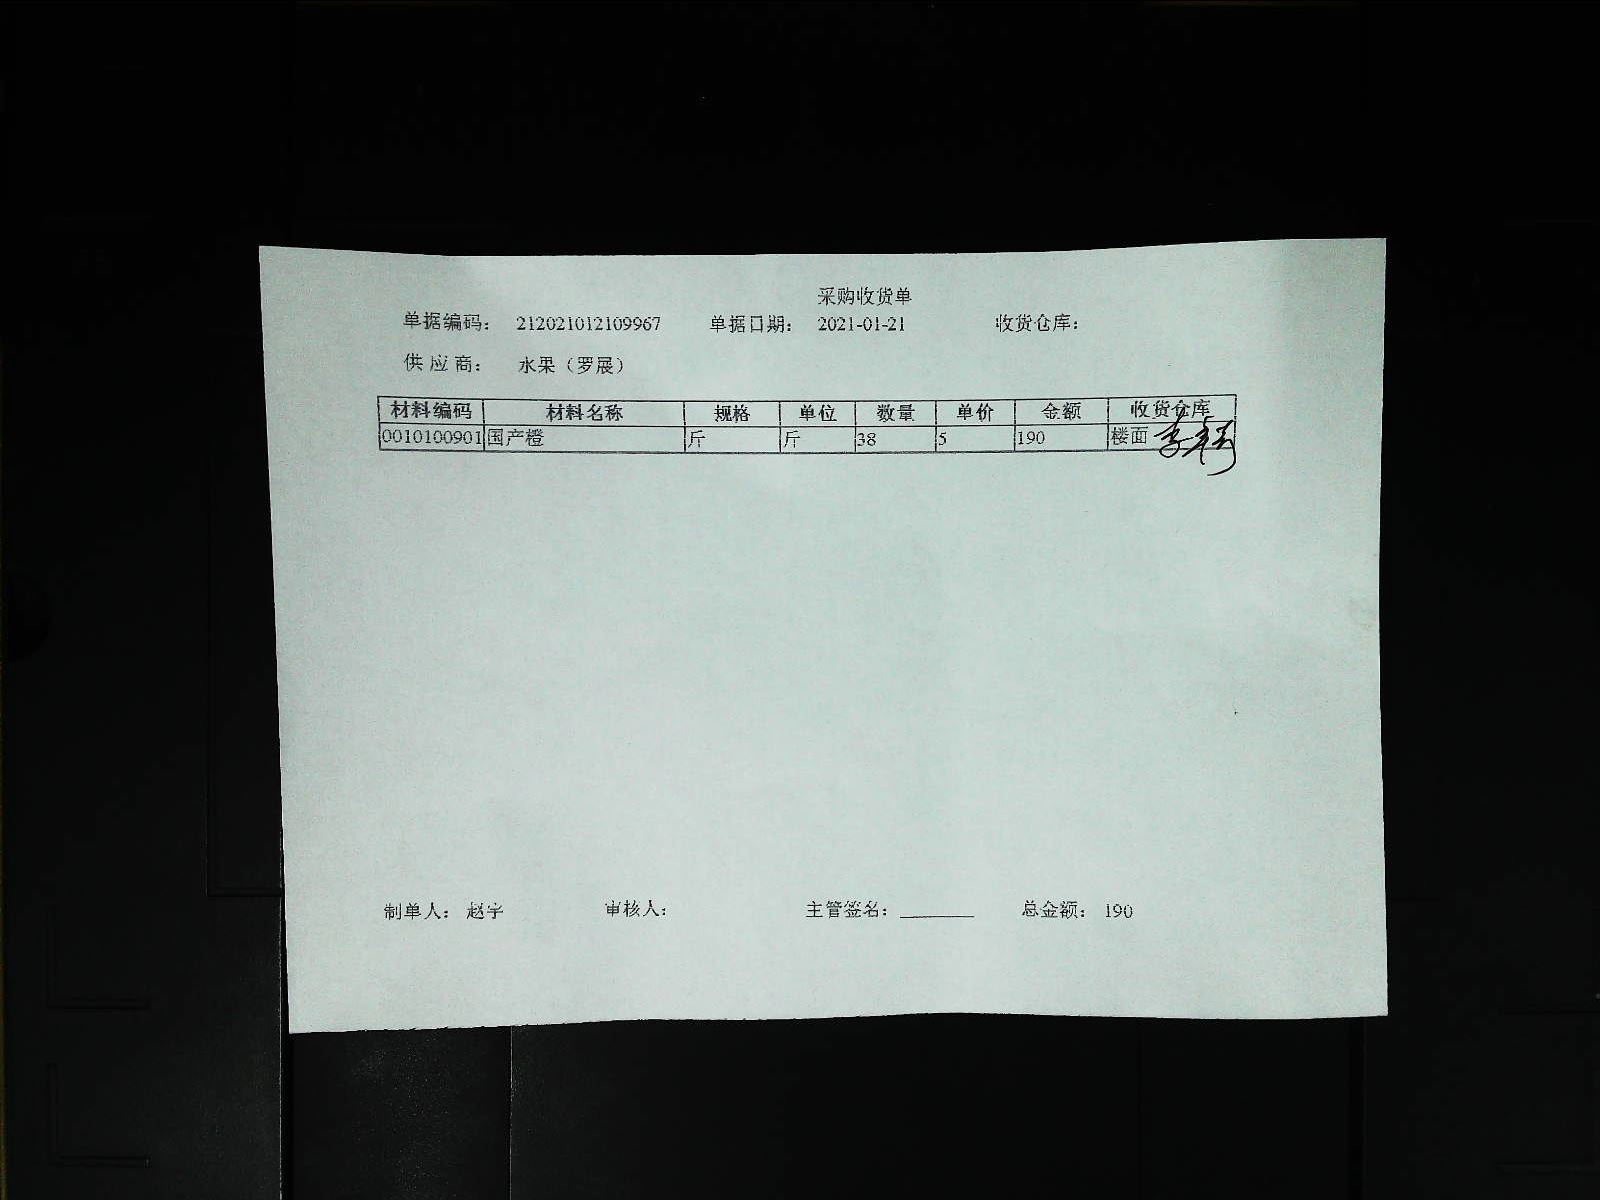 采购收货单
单据编码： 212021012109967 单据日期： 2021-01-21 收货仓库：
供应商： 水果（罗展）
材料编码 材料名称 规格 单位 数量 单价 金额 收货仓库
0010100901 国产橙 斤 斤 38 5 190 楼面
制单人： 赵宇 审核人： 主管签名：________ 总金额： 190